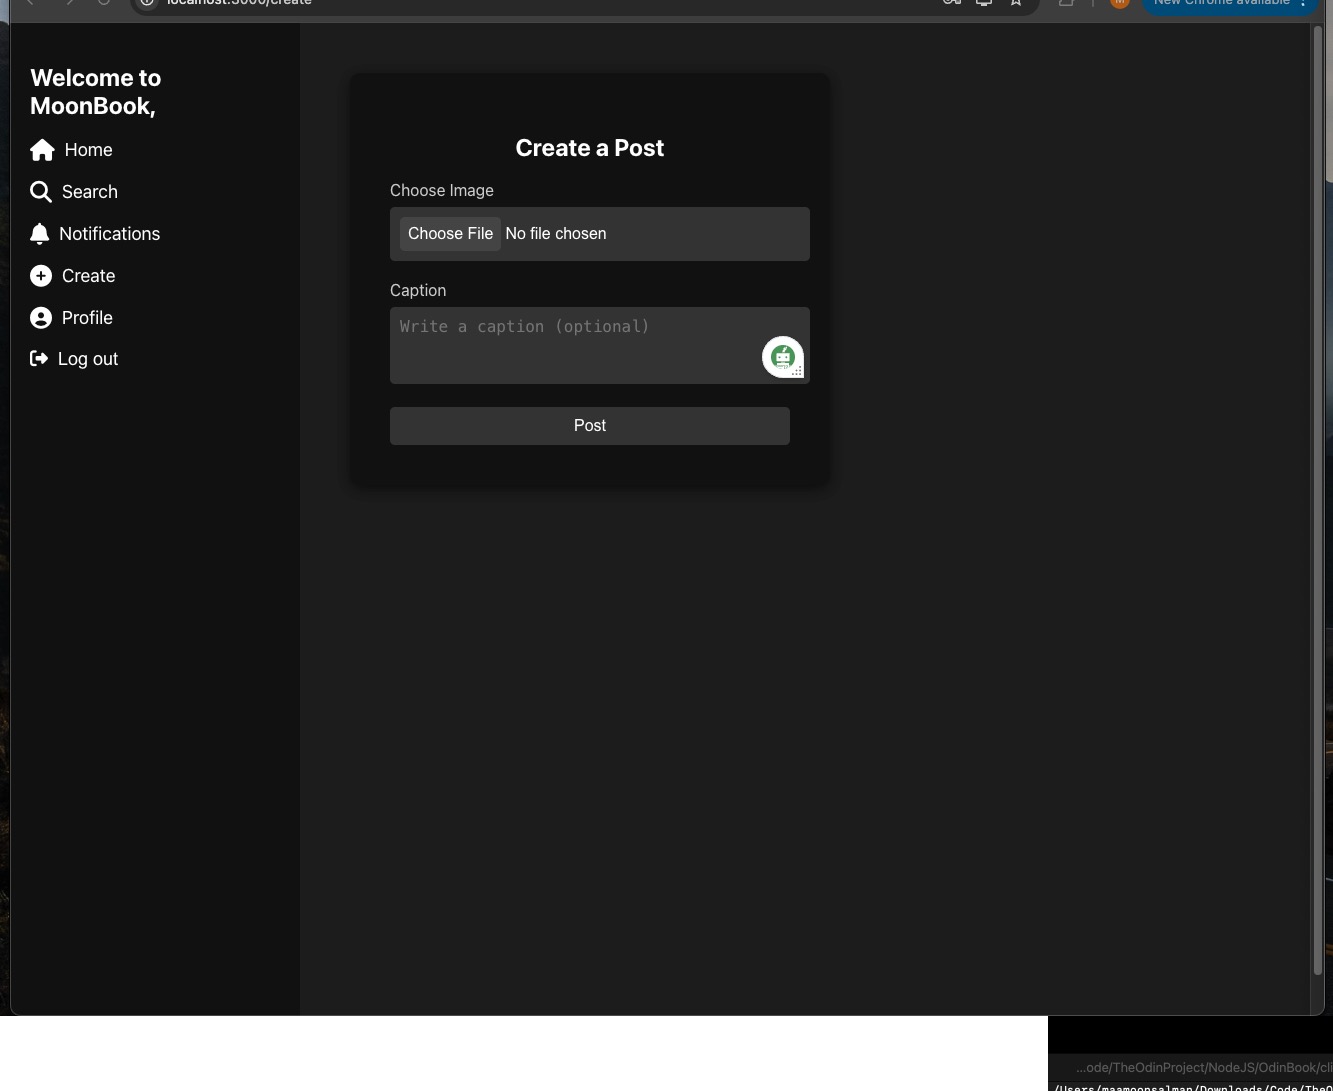 localhost:3000/create
New Chrome available
Welcome to
MoonBook,
Home
Search
Notifications
Create
Profile
Log out
Create a Post
Choose Image
Choose File No file chosen
Caption
Write a caption (optional)
Post
...ode/TheOdinProject/NodeJS/OdinBook/cli
/Users/maamoonsalman/Downloads/Code/TheO